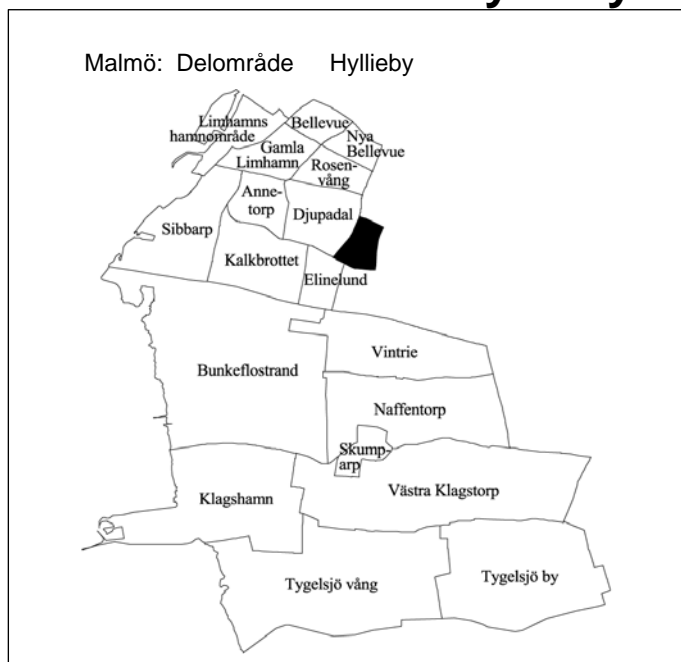 Malmö: Delområde Hyllieby
Limhamns
hamnområde
Bellevue
Nya
Bellevue
Gamla
Limhamn
Rosen-
vång
Anne-
torp
Djupadal
Sibbarp
Kalkbrottet
Elinelund
Vintrie
Bunkeflostrand
Naffentorp
Skump-
arp
Västra Klagstorp
Klagshamn
Tygelsjö vång
Tygelsjö by